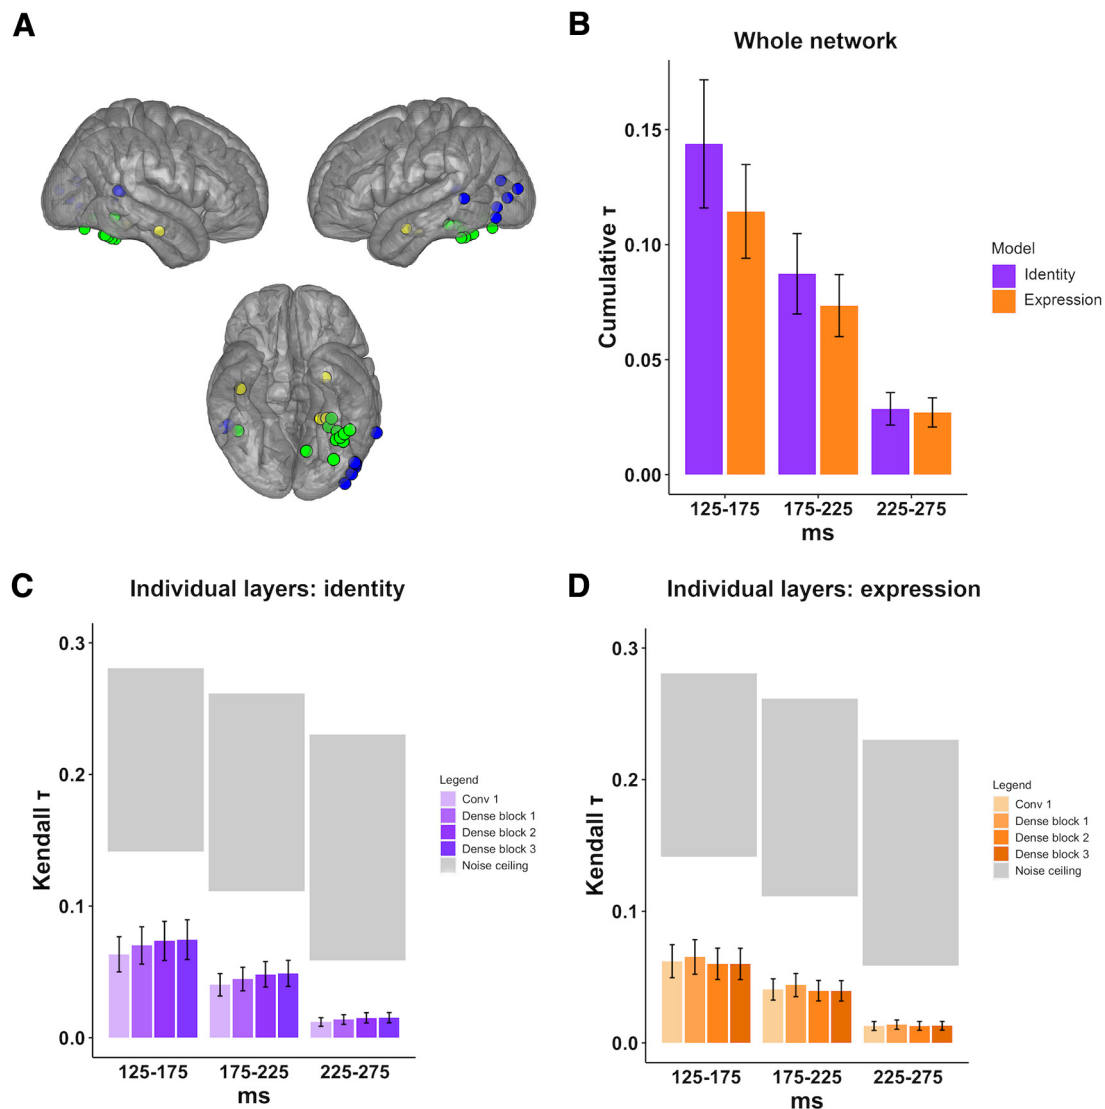 A
B
Whole network
Cumulative τ
0.15
0.10
0.05
0.00
125-175
175-225
225-275
ms
Model
Identity
Expression
C
Individual layers: identity
Kendall τ
0.3
0.2
0.1
0.0
125-175
175-225
225-275
ms
Legend
Conv 1
Dense block 1
Dense block 2
Dense block 3
Noise ceiling
D
Individual layers: expression
Kendall τ
0.3
0.2
0.1
0.0
125-175
175-225
225-275
ms
Legend
Conv 1
Dense block 1
Dense block 2
Dense block 3
Noise ceiling